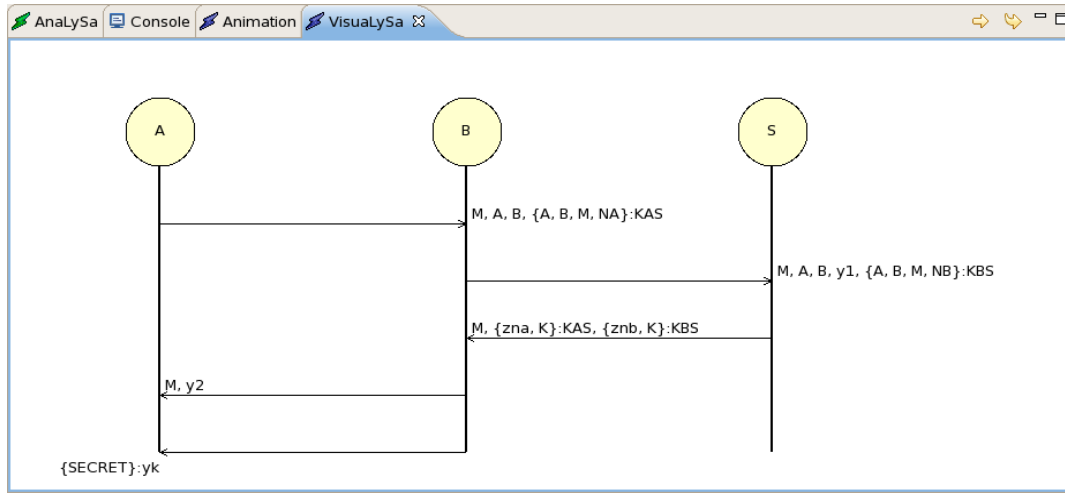 AnaLySa Console Animation VisuaLySa
A B S
M, A, B, {A, B, M, NA}:KAS
M, A, B, y1, {A, B, M, NB}:KBS
M, {zna, K}:KAS, {znb, K}:KBS
M, y2
{SECRET}:yk